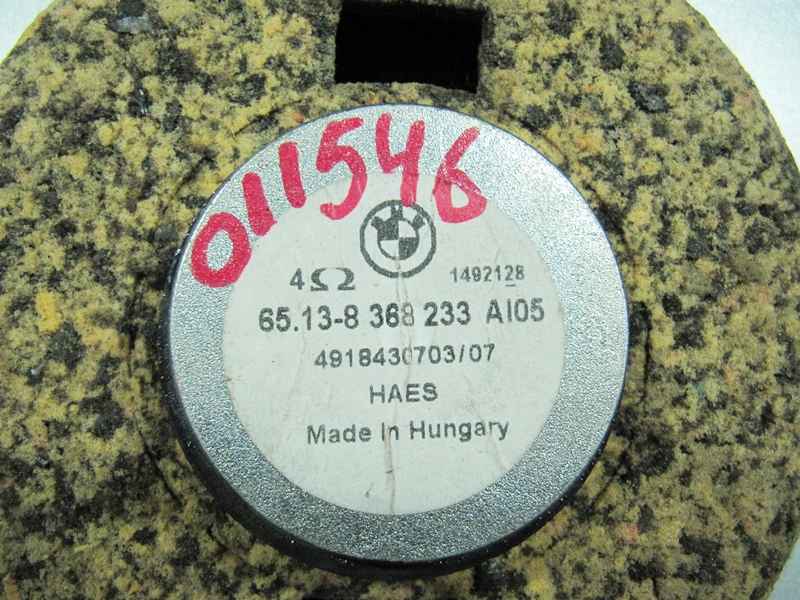 011546
4Ω 1492128
65.13-8 368 233 AI05
4918430703/07
HAES
Made In Hungary